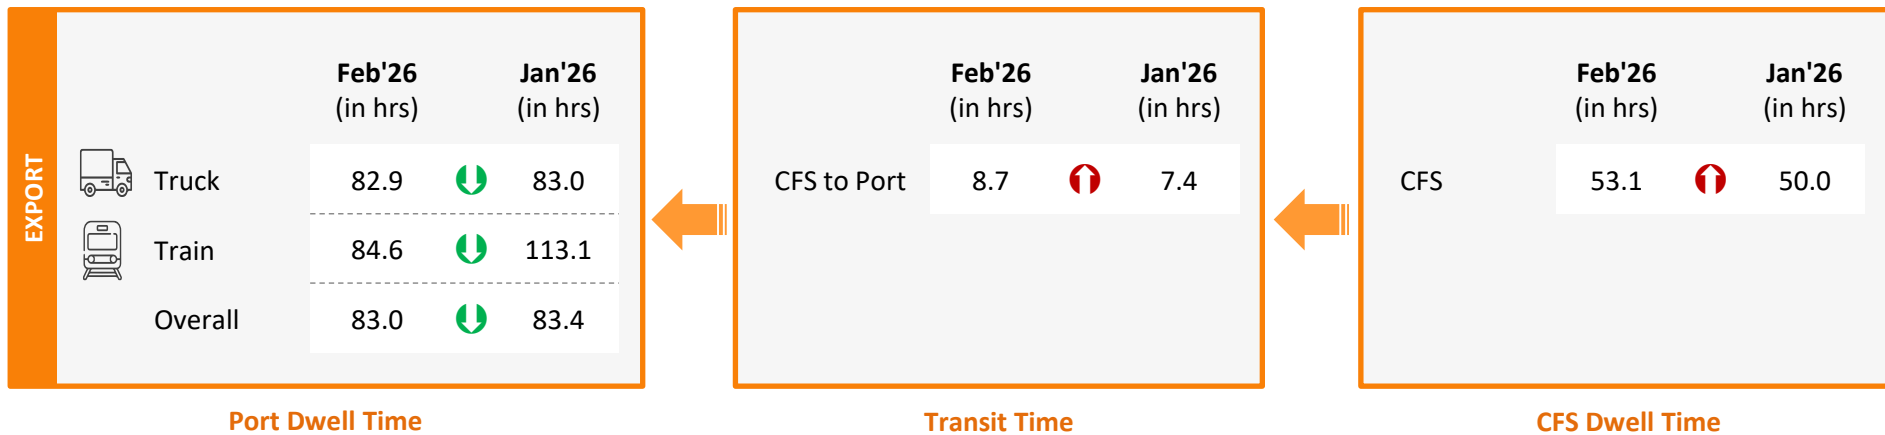 EXPORT
Feb'26 Jan'26
(in hrs) (in hrs)
Truck 82.9 83.0
Train 84.6 113.1
Overall 83.0 83.4
Port Dwell Time
Feb'26 Jan'26
(in hrs) (in hrs)
CFS to Port 8.7 7.4
Transit Time
Feb'26 Jan'26
(in hrs) (in hrs)
CFS 53.1 50.0
CFS Dwell Time